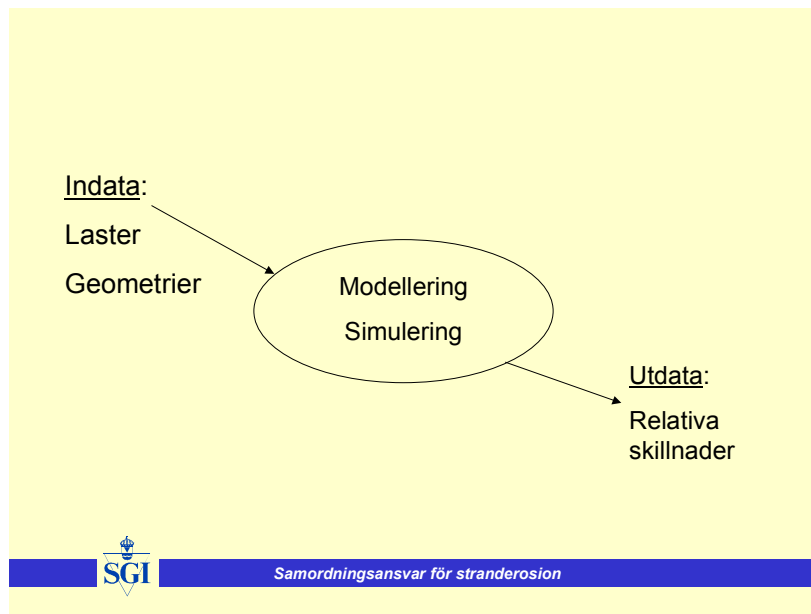 Indata:
Laster
Geometrier
Modellering
Simulering
Utdata:
Relativa
skillnader
SGI
Samordningsansvar för stranderosion